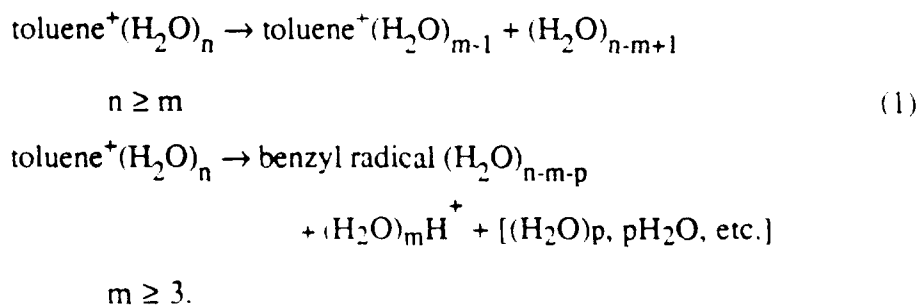 toluene⁺(H₂O)ₙ → toluene⁺(H₂O)ₘ₋₁ + (H₂O)ₙ₋ₘ₊₁
n ≥ m (1)
toluene⁺(H₂O)ₙ → benzyl radical (H₂O)ₙ₋ₘ₋ₚ
+ (H₂O)ₘH⁺ + [(H₂O)p, pH₂O, etc.]
m ≥ 3.